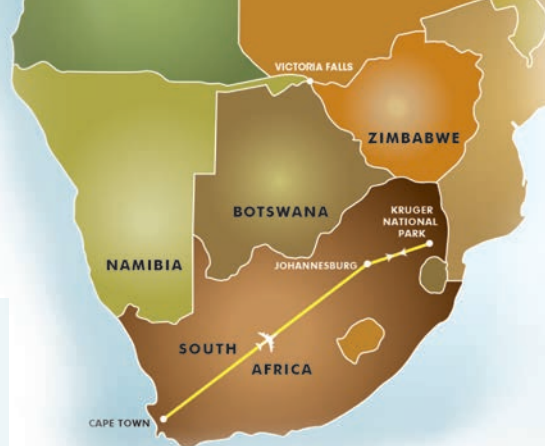 VICTORIA FALLS
ZIMBABWE
BOTSWANA
KRUGER
NATIONAL
PARK
NAMIBIA
JOHANNESBURG
SOUTH
AFRICA
CAPE TOWN